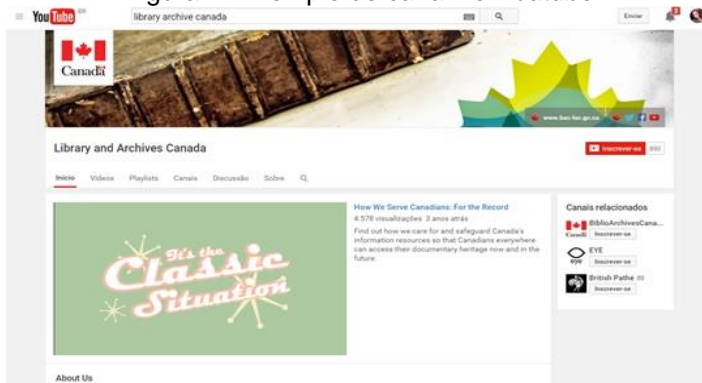 YouTube
library archive canada
Enviar
Canada
www.bac-lac.gc.ca
Library and Archives Canada
Inscrever-se
Início Vídeos Playlists Canais Discussão Sobre
How We Serve Canadians: For the Record
4.578 visualizações 3 anos atrás
Find out how we care for and safeguard Canada's
information resources so that Canadians everywhere
can access their documentary heritage now and in the
future.
It's the
Classic
Situation
Canais relacionados
BiblioArchivesCana...
Inscrever-se
EYE
Inscrever-se
British Pathé
Inscrever-se
About Us